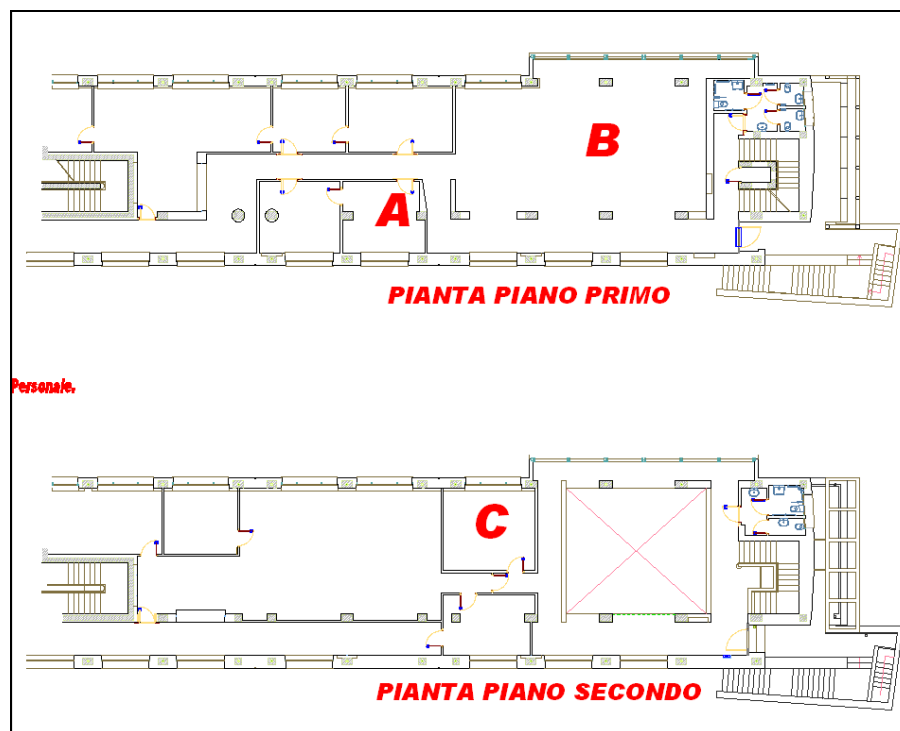 B
A
PIANTA PIANO PRIMO
Personale.
C
PIANTA PIANO SECONDO